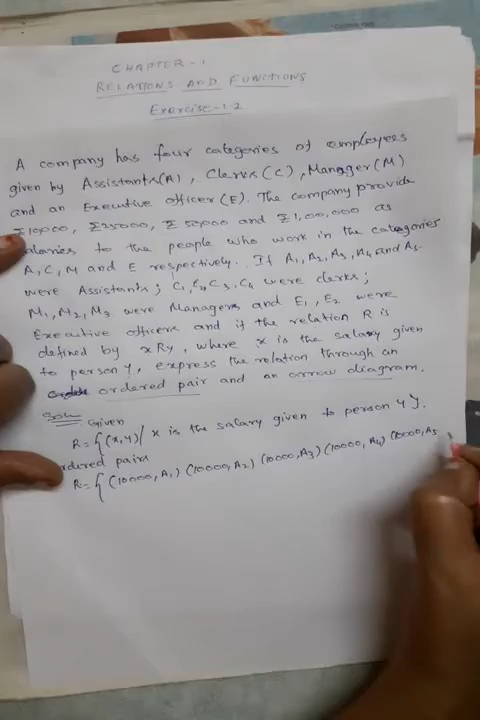 CHAPTER-1
RELATIONS AND FUNCTIONS
Exercise-1.2
A company has four categories of employees
given by Assistants(A), Clerks(C), Manager(M)
and an Executive officer(E). The company provide
₹10000, ₹25000, ₹50000 and ₹1,00,000 as
salaries to the people who work in the categories
A, C, M and E respectively. If A₁, A₂, A₃, A₄ and A₅
were Assistants; C₁, C₂, C₃, C₄ were clerks;
M₁, M₂, M₃ were Managers and E₁, E₂ were
Executive officers and if the relation R is
defined by xRy, where x is the salary given
to person y, express the relation through an
ordered pair and an arrow diagram.
Soln Given
R={(x,y)/ x is the salary given to person y}.
rdered pairs
R={(10000,A₁) (10000,A₂) (10000,A₃) (10000,A₄) (10000,A₅